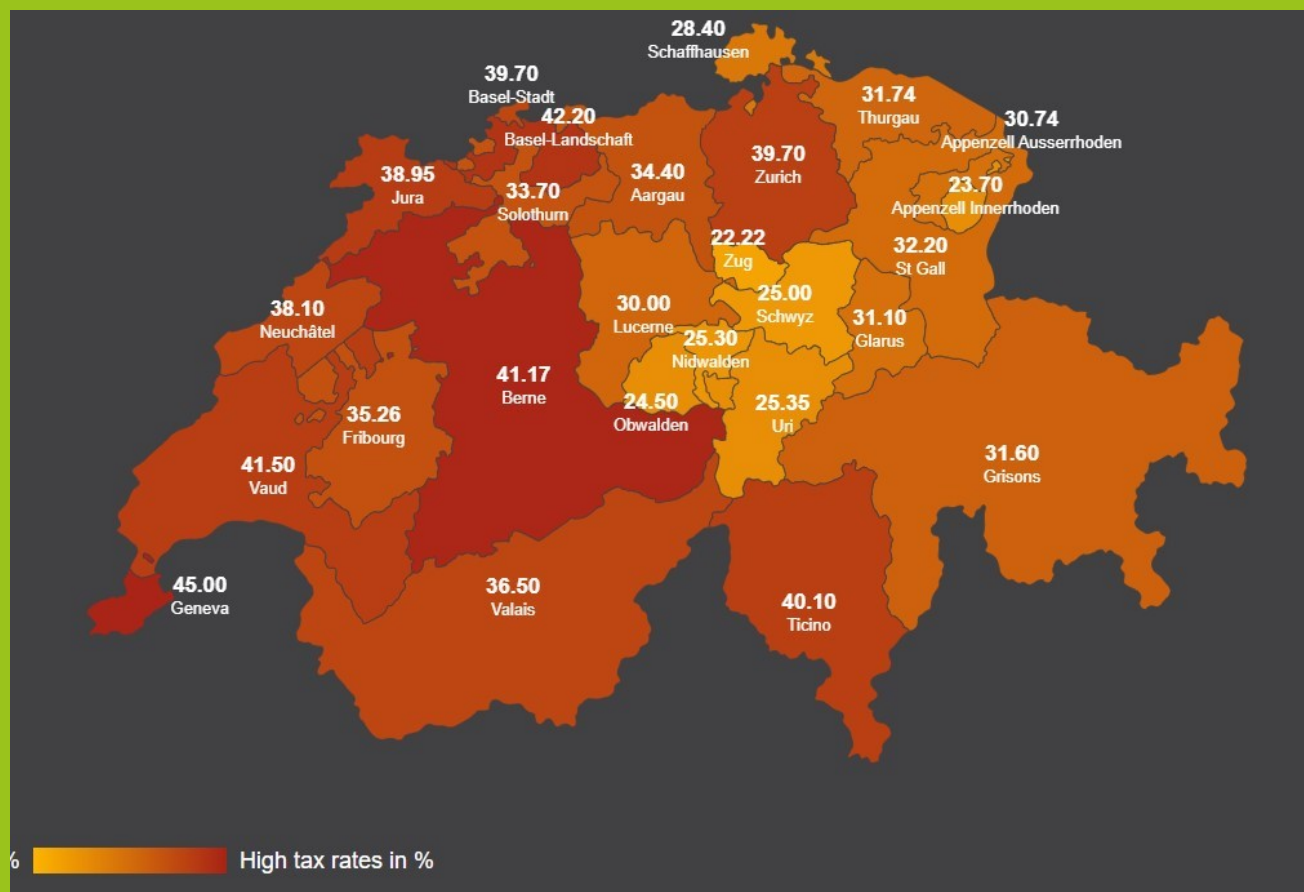 28.40
Schaffhausen
39.70
Basel-Stadt
42.20
Basel-Landschaft
31.74
Thurgau
30.74
Appenzell Ausserrhoden
39.70
Zurich
34.40
Aargau
38.95
Jura
33.70
Solothurn
23.70
Appenzell Innerrhoden
22.22
Zug
32.20
St Gall
25.00
Schwyz
30.00
Lucerne
38.10
Neuchâtel
31.10
Glarus
25.30
Nidwalden
41.17
Berne
24.50
Obwalden
25.35
Uri
35.26
Fribourg
31.60
Grisons
41.50
Vaud
45.00
Geneva
36.50
Valais
40.10
Ticino
% High tax rates in %